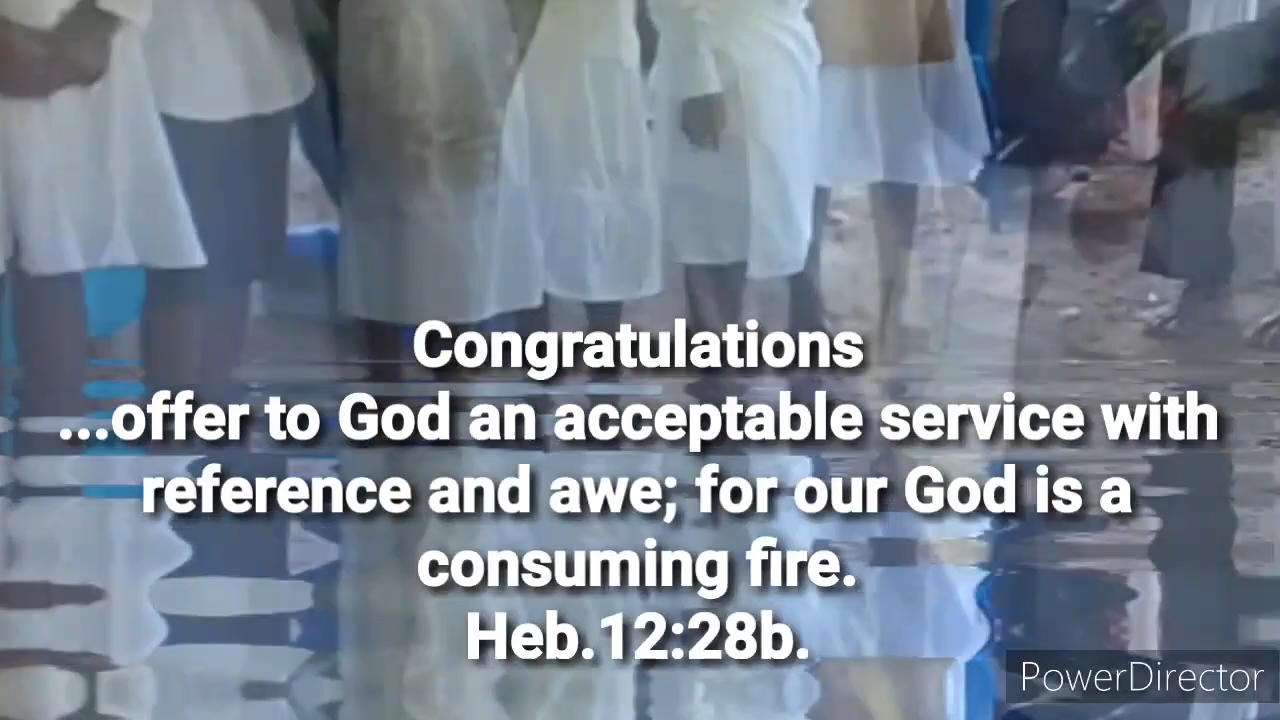 Congratulations
...offer to God an acceptable service with
reference and awe; for our God is a
consuming fire.
Heb.12:28b.
PowerDirector